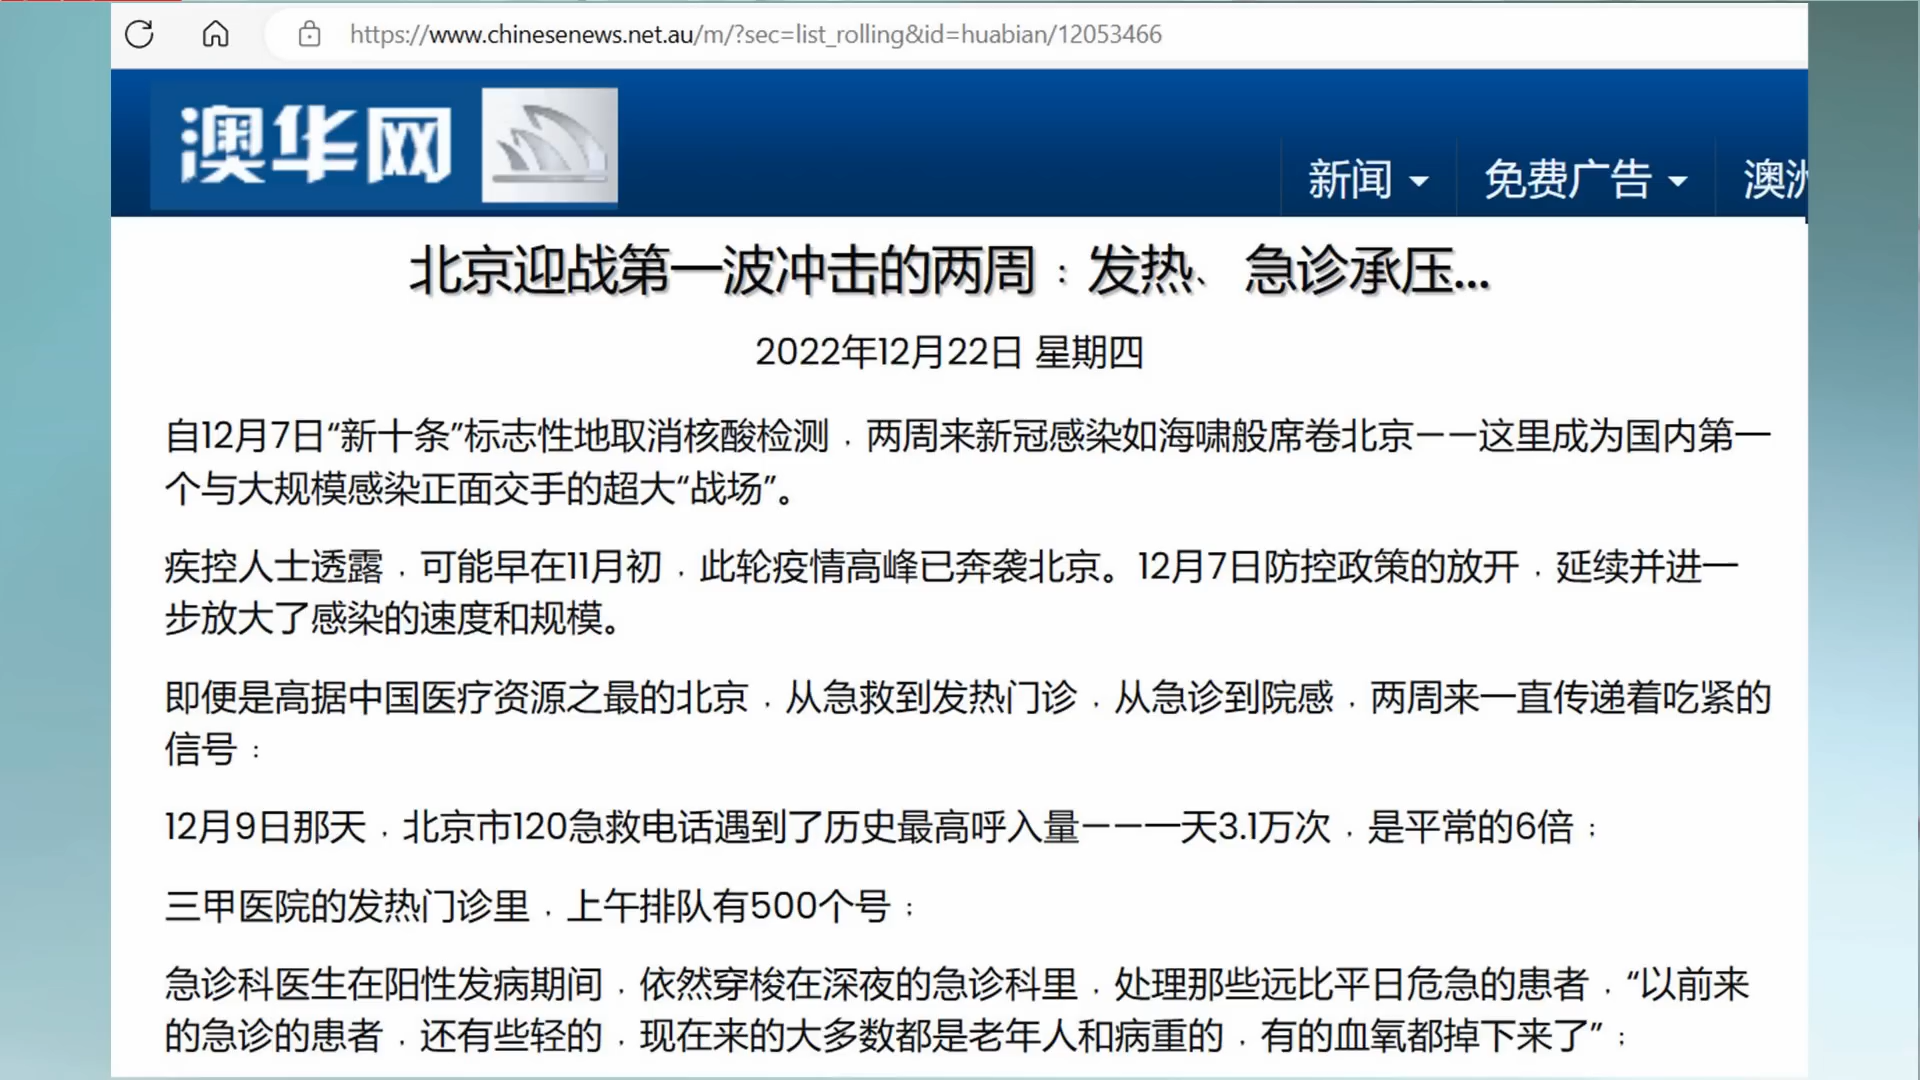 https://www.chinesenews.net.au/m/?sec=list_rolling&id=huabian/12053466
澳华网
新闻 免费广告 澳洲
北京迎战第一波冲击的两周：发热、急诊承压...
2022年12月22日 星期四
自12月7日“新十条”标志性地取消核酸检测，两周来新冠感染如海啸般席卷北京——这里成为国内第一
个与大规模感染正面交手的超大“战场”。
疾控人士透露，可能早在11月初，此轮疫情高峰已奔袭北京。12月7日防控政策的放开，延续并进一
步放大了感染的速度和规模。
即便是高据中国医疗资源之最的北京，从急救到发热门诊，从急诊到院感，两周来一直传递着吃紧的
信号：
12月9日那天，北京市120急救电话遇到了历史最高呼入量——一天3.1万次，是平常的6倍；
三甲医院的发热门诊里，上午排队有500个号；
急诊科医生在阳性发病期间，依然穿梭在深夜的急诊科里，处理那些远比平日危急的患者，“以前来
的急诊的患者，还有些轻的，现在来的大多数都是老年人和病重的，有的血氧都掉下来了”；